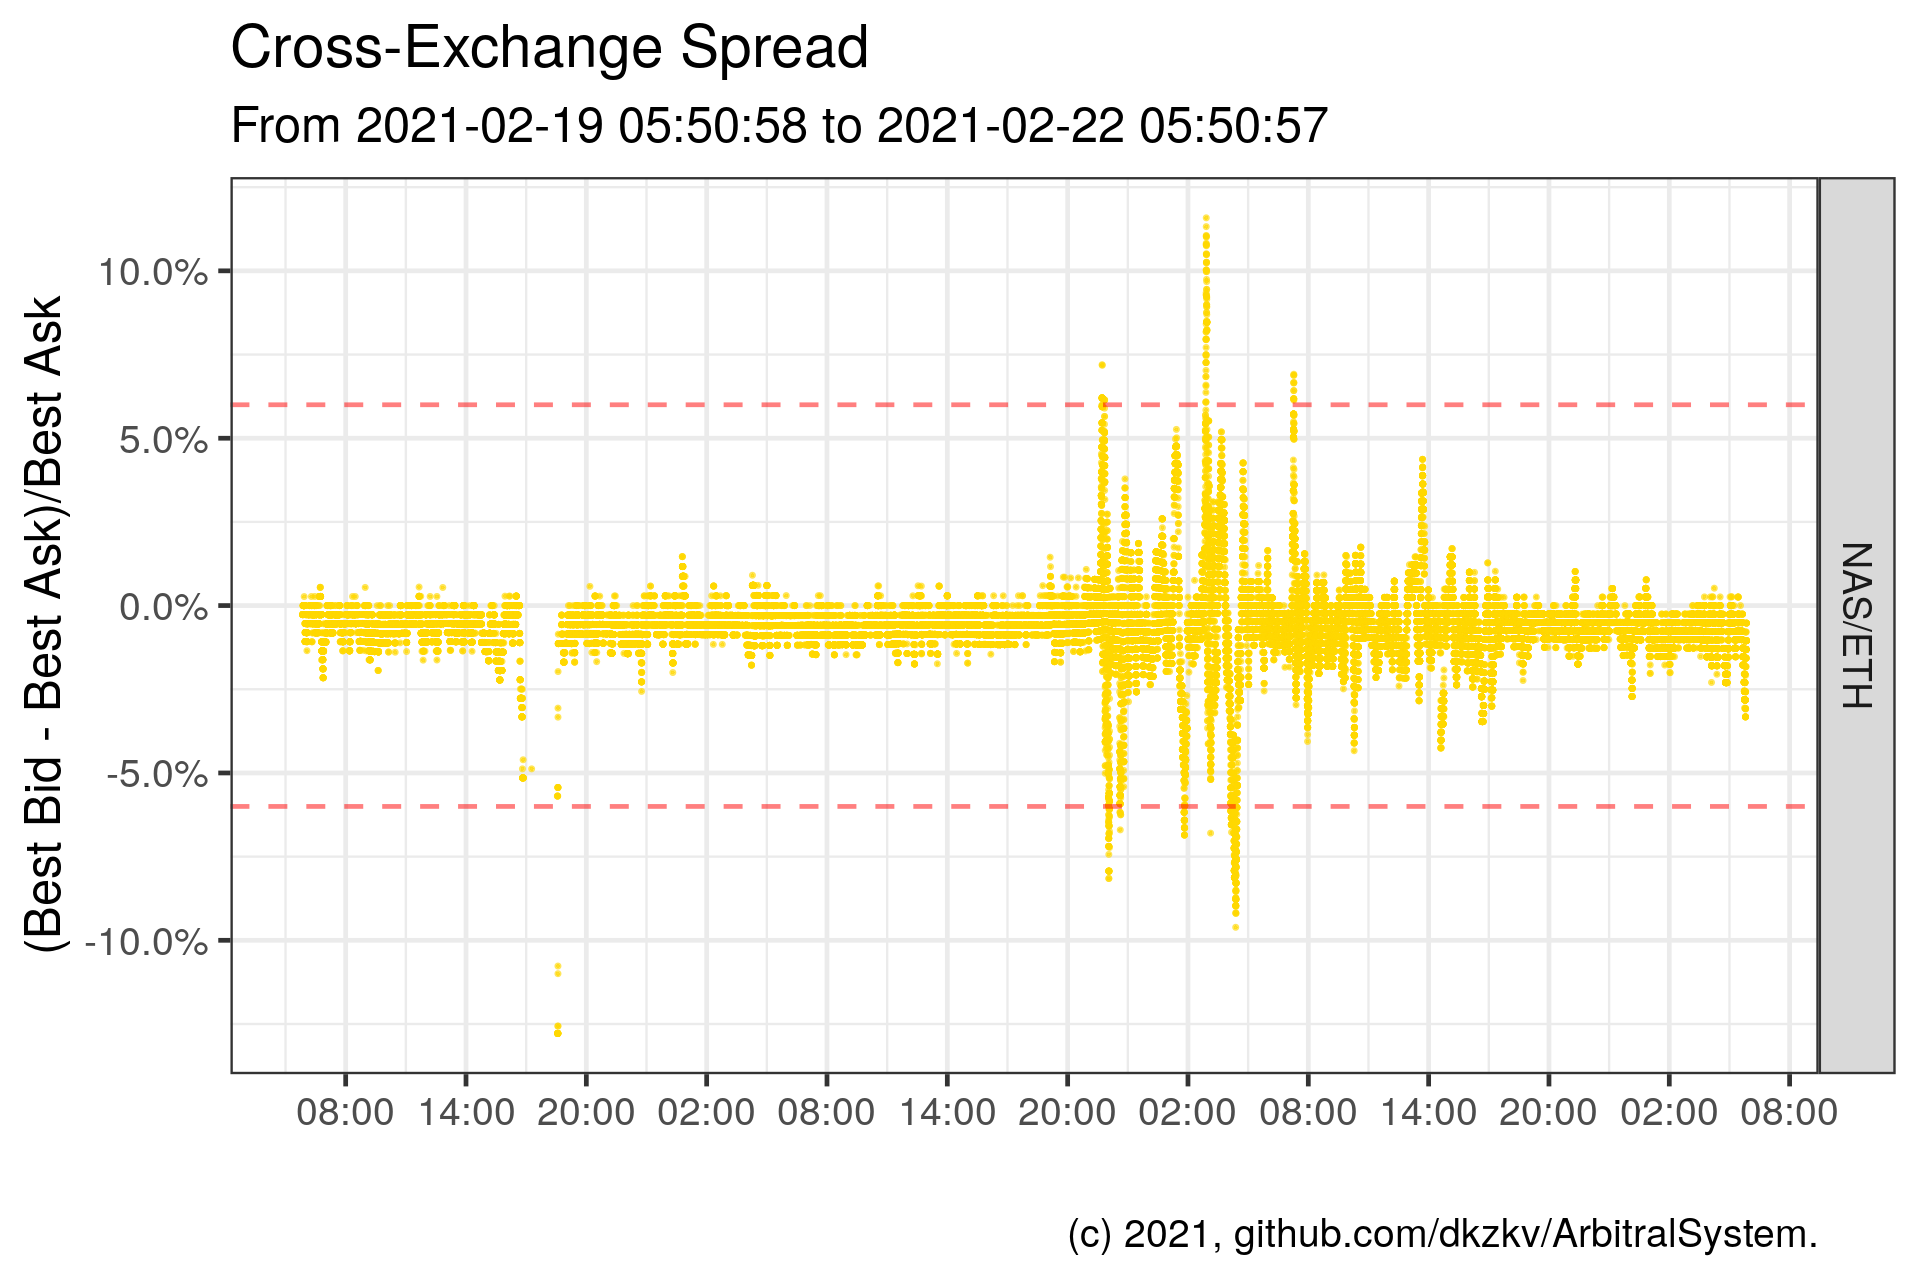 Cross-Exchange Spread
From 2021-02-19 05:50:58 to 2021-02-22 05:50:57
(Best Bid - Best Ask)/Best Ask
10.0%
5.0%
0.0%
-5.0%
-10.0%
NAS/ETH
08:00 14:00 20:00 02:00 08:00 14:00 20:00 02:00 08:00 14:00 20:00 02:00 08:00
(c) 2021, github.com/dkzkv/ArbitralSystem.